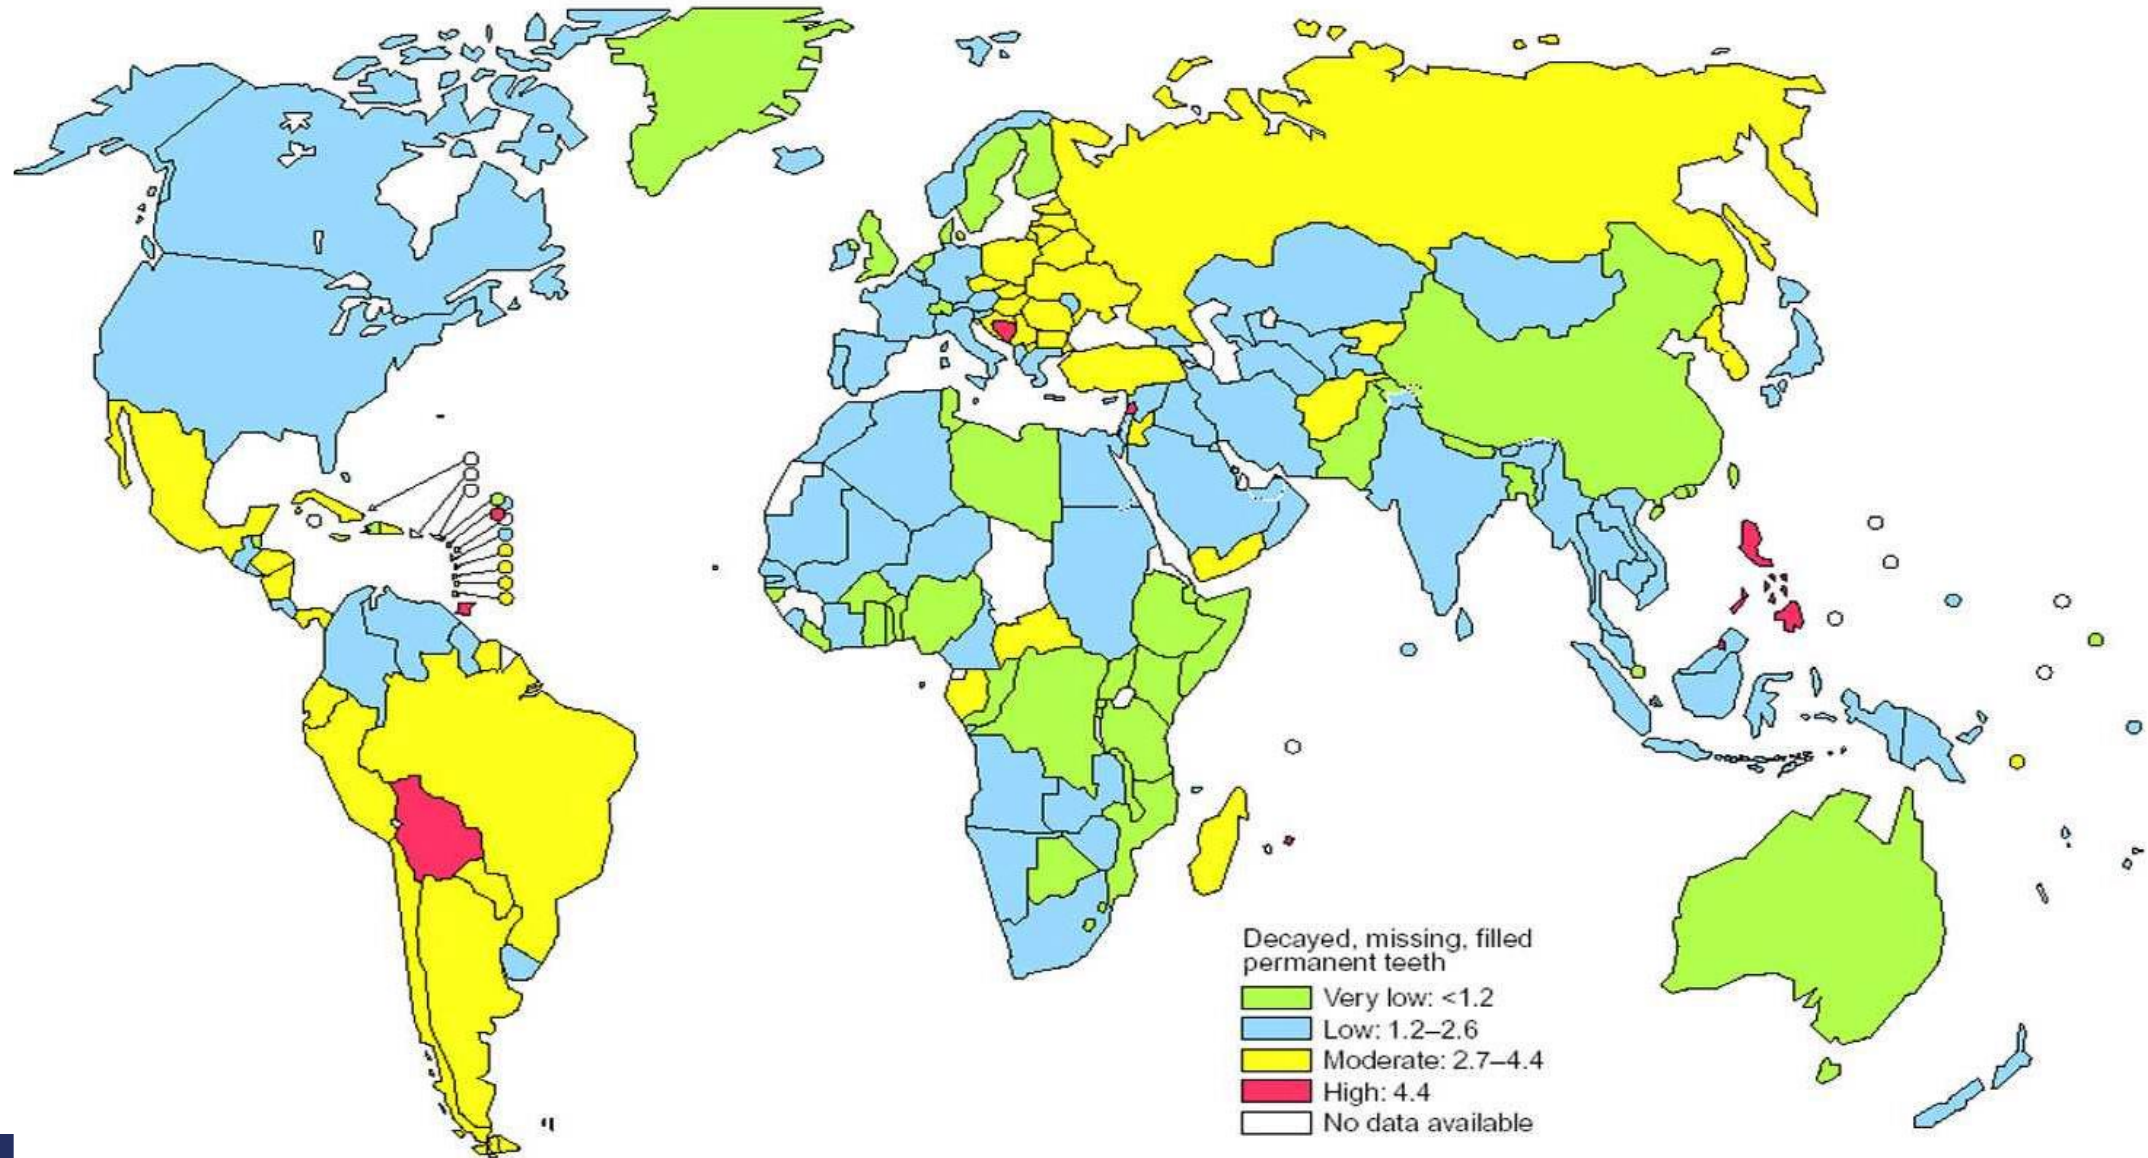 Decayed, missing, filled
permanent teeth
Very low: <1.2
Low: 1.2–2.6
Moderate: 2.7–4.4
High: 4.4
No data available